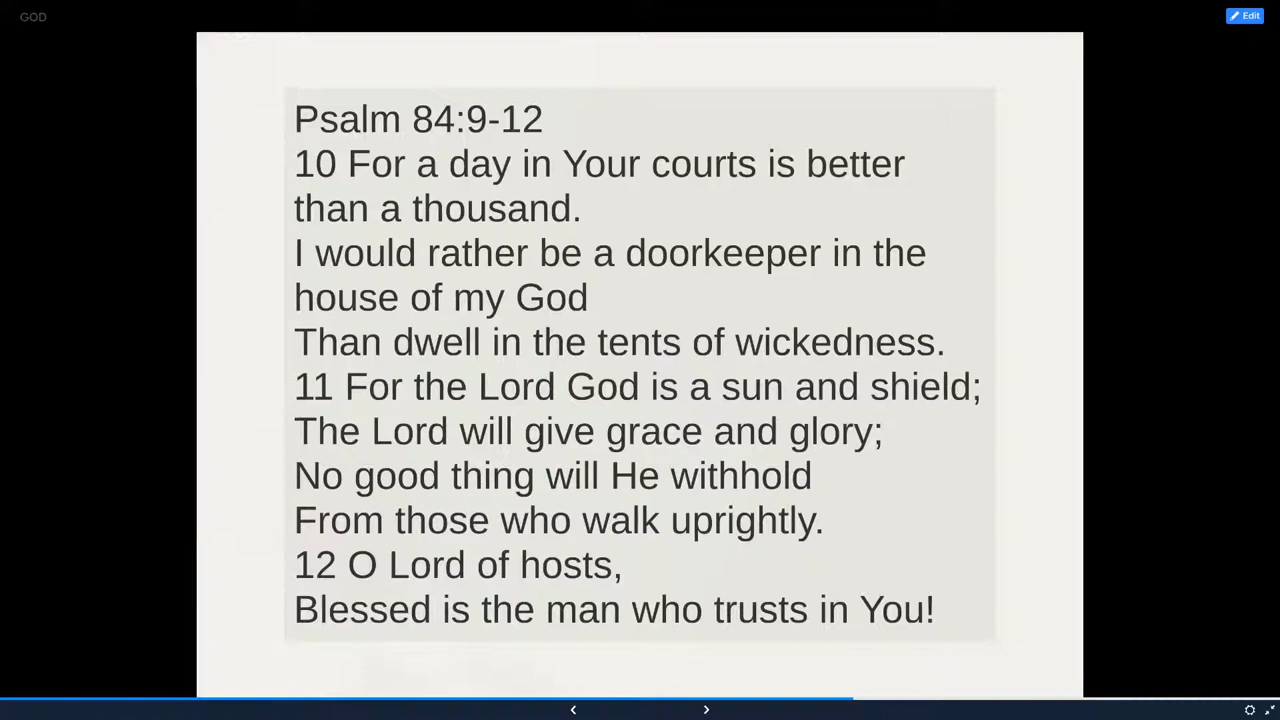 GOD
Edit
Psalm 84:9-12
10 For a day in Your courts is better
than a thousand.
I would rather be a doorkeeper in the
house of my God
Than dwell in the tents of wickedness.
11 For the Lord God is a sun and shield;
The Lord will give grace and glory;
No good thing will He withhold
From those who walk uprightly.
12 O Lord of hosts,
Blessed is the man who trusts in You!